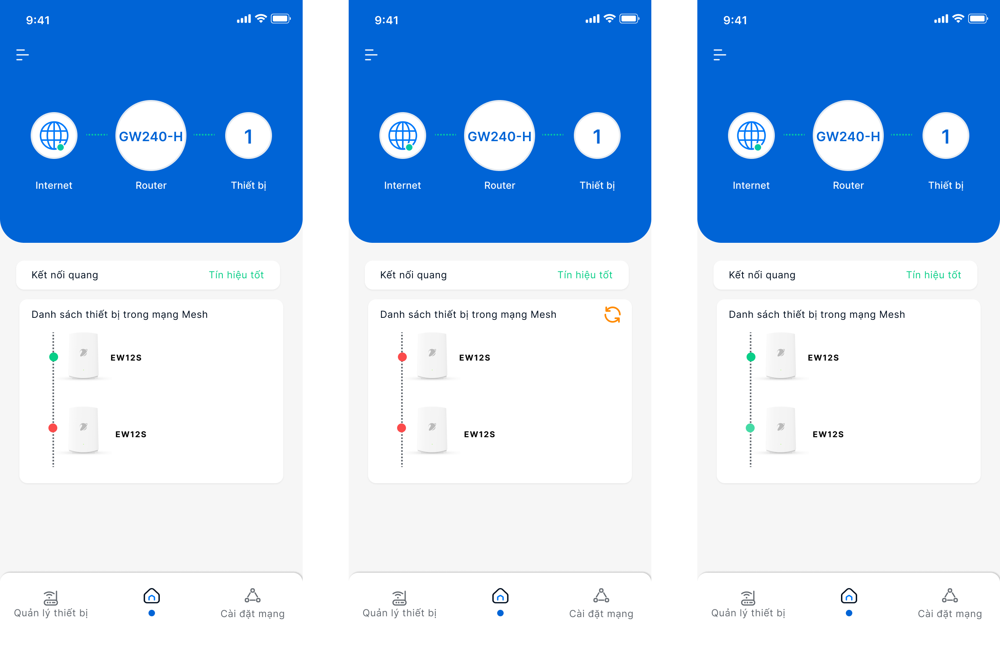 9:41
GW240-H
1
Internet
Router
Thiết bị
Kết nối quang
Tín hiệu tốt
Danh sách thiết bị trong mạng Mesh
EW12S
EW12S
Quản lý thiết bị
Cài đặt mạng
9:41
GW240-H
1
Internet
Router
Thiết bị
Kết nối quang
Tín hiệu tốt
Danh sách thiết bị trong mạng Mesh
EW12S
EW12S
Quản lý thiết bị
Cài đặt mạng
9:41
GW240-H
1
Internet
Router
Thiết bị
Kết nối quang
Tín hiệu tốt
Danh sách thiết bị trong mạng Mesh
EW12S
EW12S
Quản lý thiết bị
Cài đặt mạng